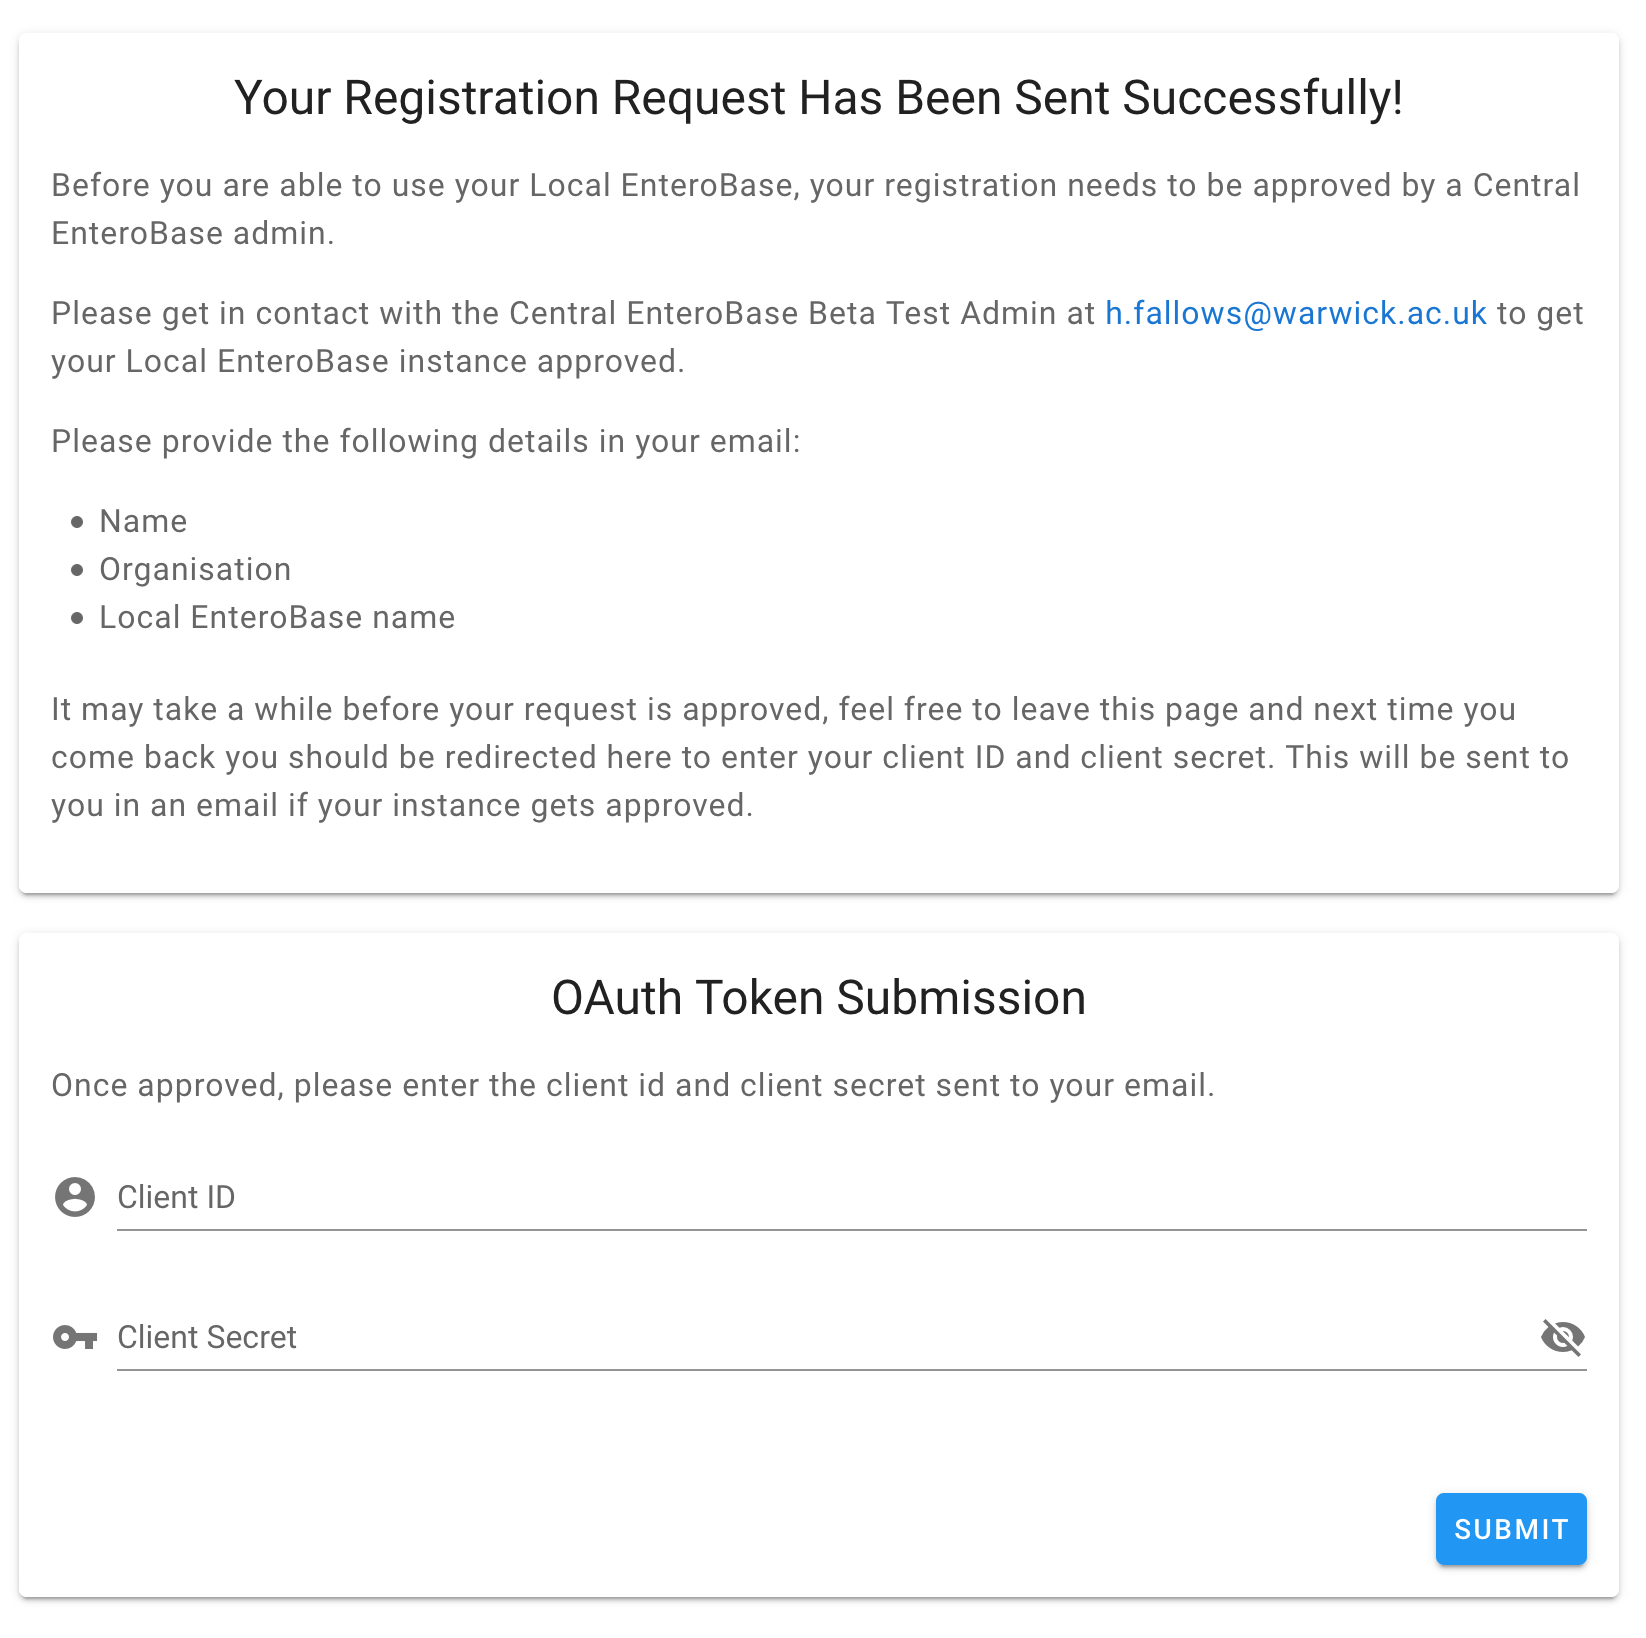 Your Registration Request Has Been Sent Successfully!
Before you are able to use your Local EnteroBase, your registration needs to be approved by a Central
EnteroBase admin.
Please get in contact with the Central EnteroBase Beta Test Admin at h.fallows@warwick.ac.uk to get
your Local EnteroBase instance approved.
Please provide the following details in your email:
• Name
• Organisation
• Local EnteroBase name
It may take a while before your request is approved, feel free to leave this page and next time you
come back you should be redirected here to enter your client ID and client secret. This will be sent to
you in an email if your instance gets approved.
OAuth Token Submission
Once approved, please enter the client id and client secret sent to your email.
Client ID
Client Secret
SUBMIT